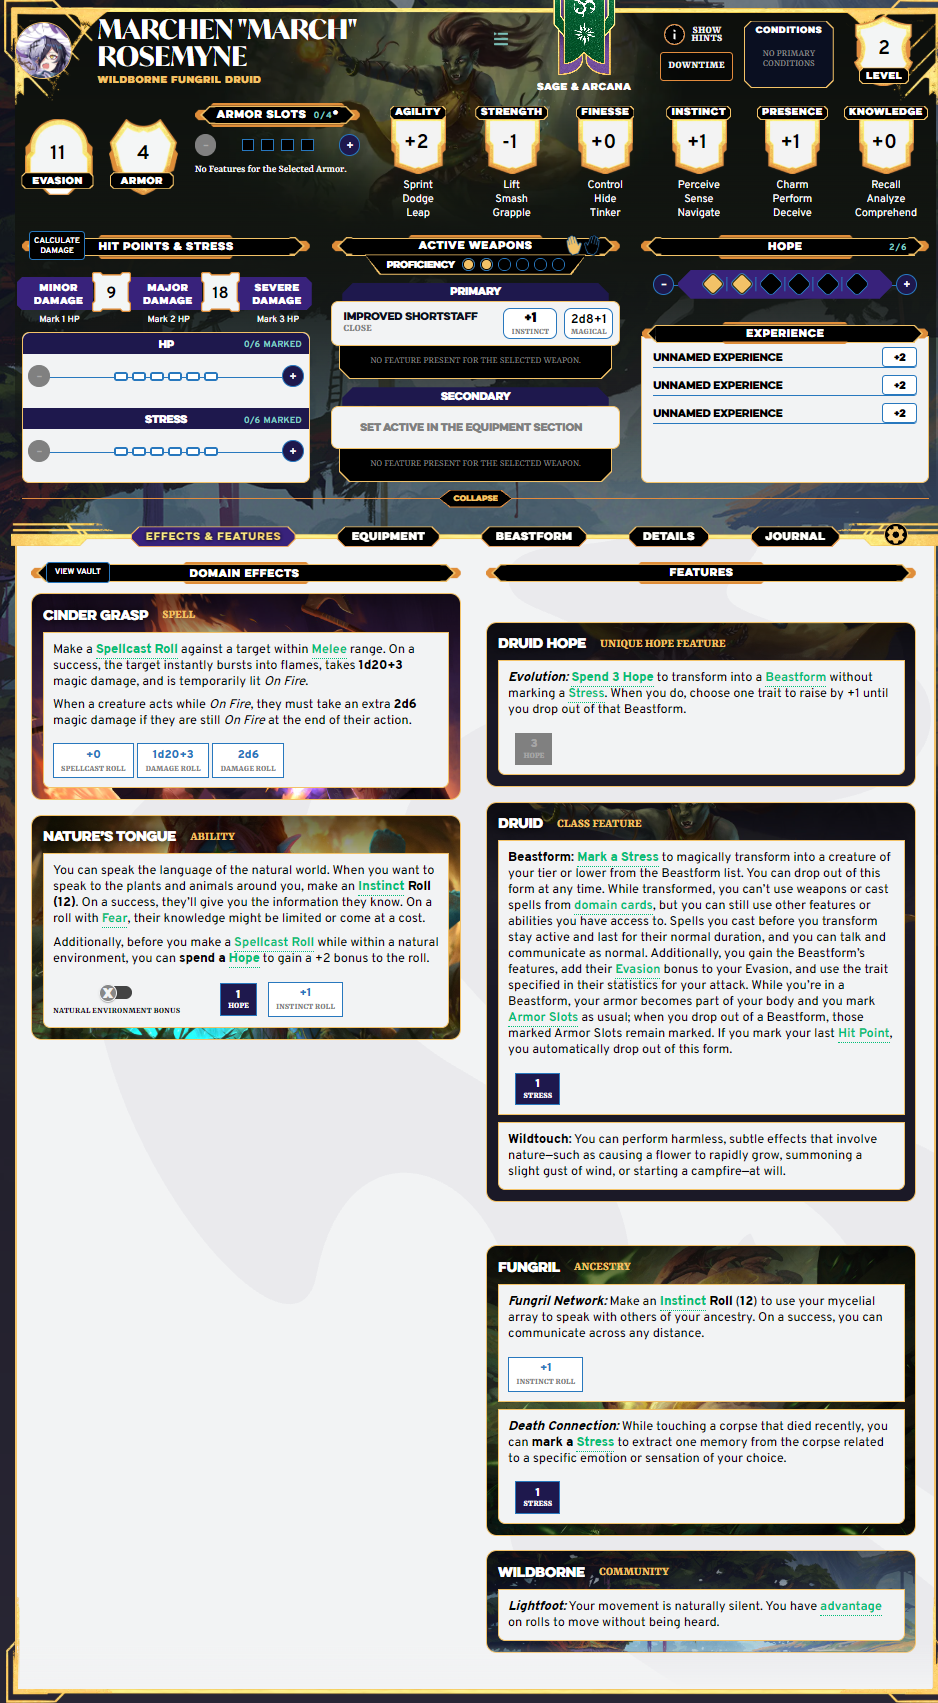 MARCHEN "MARCH"
ROSEMYNE
WILDBORNE FUNGRIL DRUID
SAGE & ARCANA
SHOW
HINTS
DOWNTIME
CONDITIONS
NO PRIMARY
CONDITIONS
2
LEVEL
11
EVASION
4
ARMOR
ARMOR SLOTS 0/4
-
+
No Features for the Selected Armor.
AGILITY
+2
Sprint
Dodge
Leap
STRENGTH
-1
Lift
Smash
Grapple
FINESSE
+0
Control
Hide
Tinker
INSTINCT
+1
Perceive
Sense
Navigate
PRESENCE
+1
Charm
Perform
Deceive
KNOWLEDGE
+0
Recall
Analyze
Comprehend
CALCULATE
DAMAGE
HIT POINTS & STRESS
MINOR
DAMAGE
9
MAJOR
DAMAGE
18
SEVERE
DAMAGE
Mark 1 HP
Mark 2 HP
Mark 3 HP
HP
0/6 MARKED
-
+
STRESS
0/6 MARKED
-
+
ACTIVE WEAPONS
PROFICIENCY
PRIMARY
IMPROVED SHORTSTAFF
CLOSE
+1
INSTINCT
2d8+1
MAGICAL
NO FEATURE PRESENT FOR THE SELECTED WEAPON.
SECONDARY
SET ACTIVE IN THE EQUIPMENT SECTION
NO FEATURE PRESENT FOR THE SELECTED WEAPON.
HOPE
2/6
-
+
EXPERIENCE
UNNAMED EXPERIENCE +2
UNNAMED EXPERIENCE +2
UNNAMED EXPERIENCE +2
COLLAPSE
EFFECTS & FEATURES
EQUIPMENT
BEASTFORM
DETAILS
JOURNAL
VIEW VAULT
DOMAIN EFFECTS
CINDER GRASP SPELL
Make a Spellcast Roll against a target within Melee range. On a
success, the target instantly bursts into flames, takes 1d20+3
magic damage, and is temporarily lit On Fire.
When a creature acts while On Fire, they must take an extra 2d6
magic damage if they are still On Fire at the end of their action.
+0
SPELLCAST ROLL
1d20+3
DAMAGE ROLL
2d6
DAMAGE ROLL
NATURE'S TONGUE ABILITY
You can speak the language of the natural world. When you want to
speak to the plants and animals around you, make an Instinct Roll
(12). On a success, they'll give you the information they know. On a
roll with Fear, their knowledge might be limited or come at a cost.
Additionally, before you make a Spellcast Roll while within a natural
environment, you can spend a Hope to gain a +2 bonus to the roll.
X
NATURAL ENVIRONMENT BONUS
1
HOPE
+1
INSTINCT ROLL
FEATURES
DRUID HOPE UNIQUE HOPE FEATURE
Evolution: Spend 3 Hope to transform into a Beastform without
marking a Stress. When you do, choose one trait to raise by +1 until
you drop out of that Beastform.
3
HOPE
DRUID CLASS FEATURE
Beastform: Mark a Stress to magically transform into a creature of
your tier or lower from the Beastform list. You can drop out of this
form at any time. While transformed, you can't use weapons or cast
spells from domain cards, but you can still use other features or
abilities you have access to. Spells you cast before you transform
stay active and last for their normal duration, and you can talk and
communicate as normal. Additionally, you gain the Beastform's
features, add their Evasion bonus to your Evasion, and use the trait
specified in their statistics for your attack. While you're in a
Beastform, your armor becomes part of your body and you mark
Armor Slots as usual; when you drop out of a Beastform, those
marked Armor Slots remain marked. If you mark your last Hit Point,
you automatically drop out of this form.
1
STRESS
Wildtouch: You can perform harmless, subtle effects that involve
nature—such as causing a flower to rapidly grow, summoning a
slight gust of wind, or starting a campfire—at will.
FUNGRIL ANCESTRY
Fungril Network: Make an Instinct Roll (12) to use your mycelial
array to speak with others of your ancestry. On a success, you can
communicate across any distance.
+1
INSTINCT ROLL
Death Connection: While touching a corpse that died recently, you
can mark a Stress to extract one memory from the corpse related
to a specific emotion or sensation of your choice.
1
STRESS
WILDBORNE COMMUNITY
Lightfoot: Your movement is naturally silent. You have advantage
on rolls to move without being heard.